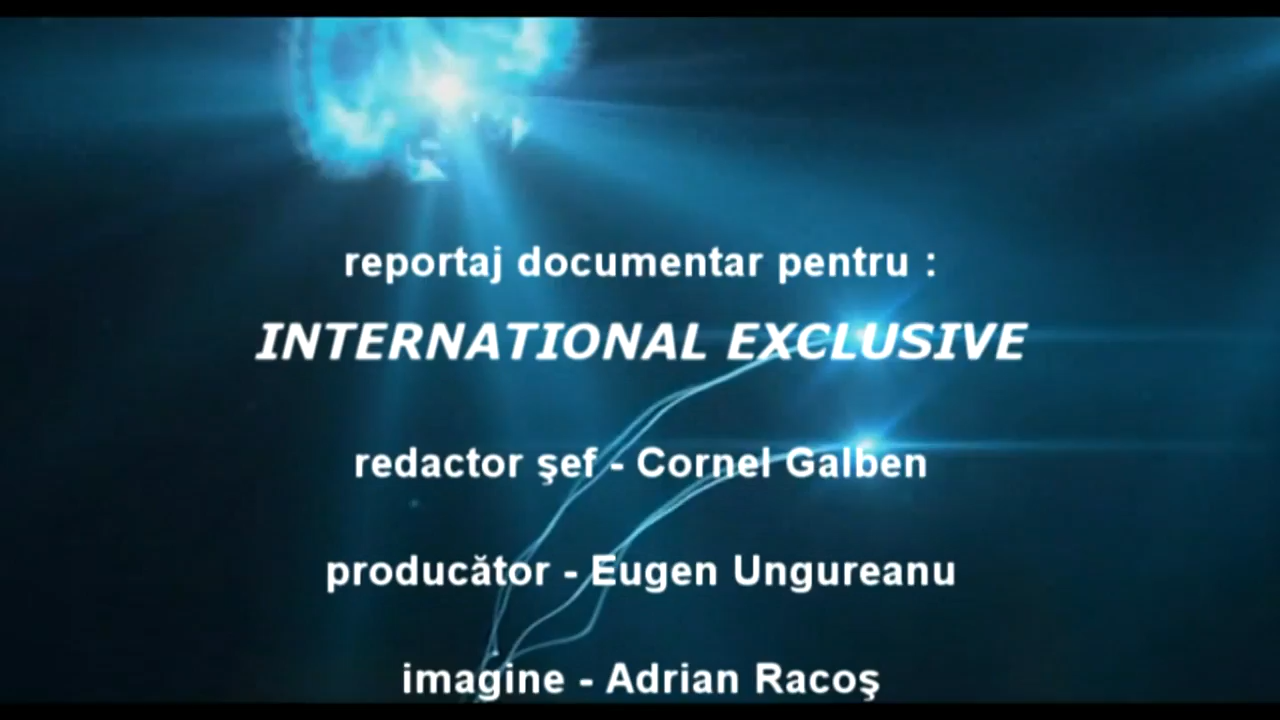 reportaj documentar pentru :
INTERNATIONAL EXCLUSIVE
redactor şef - Cornel Galben
producător - Eugen Ungureanu
imagine - Adrian Racoş